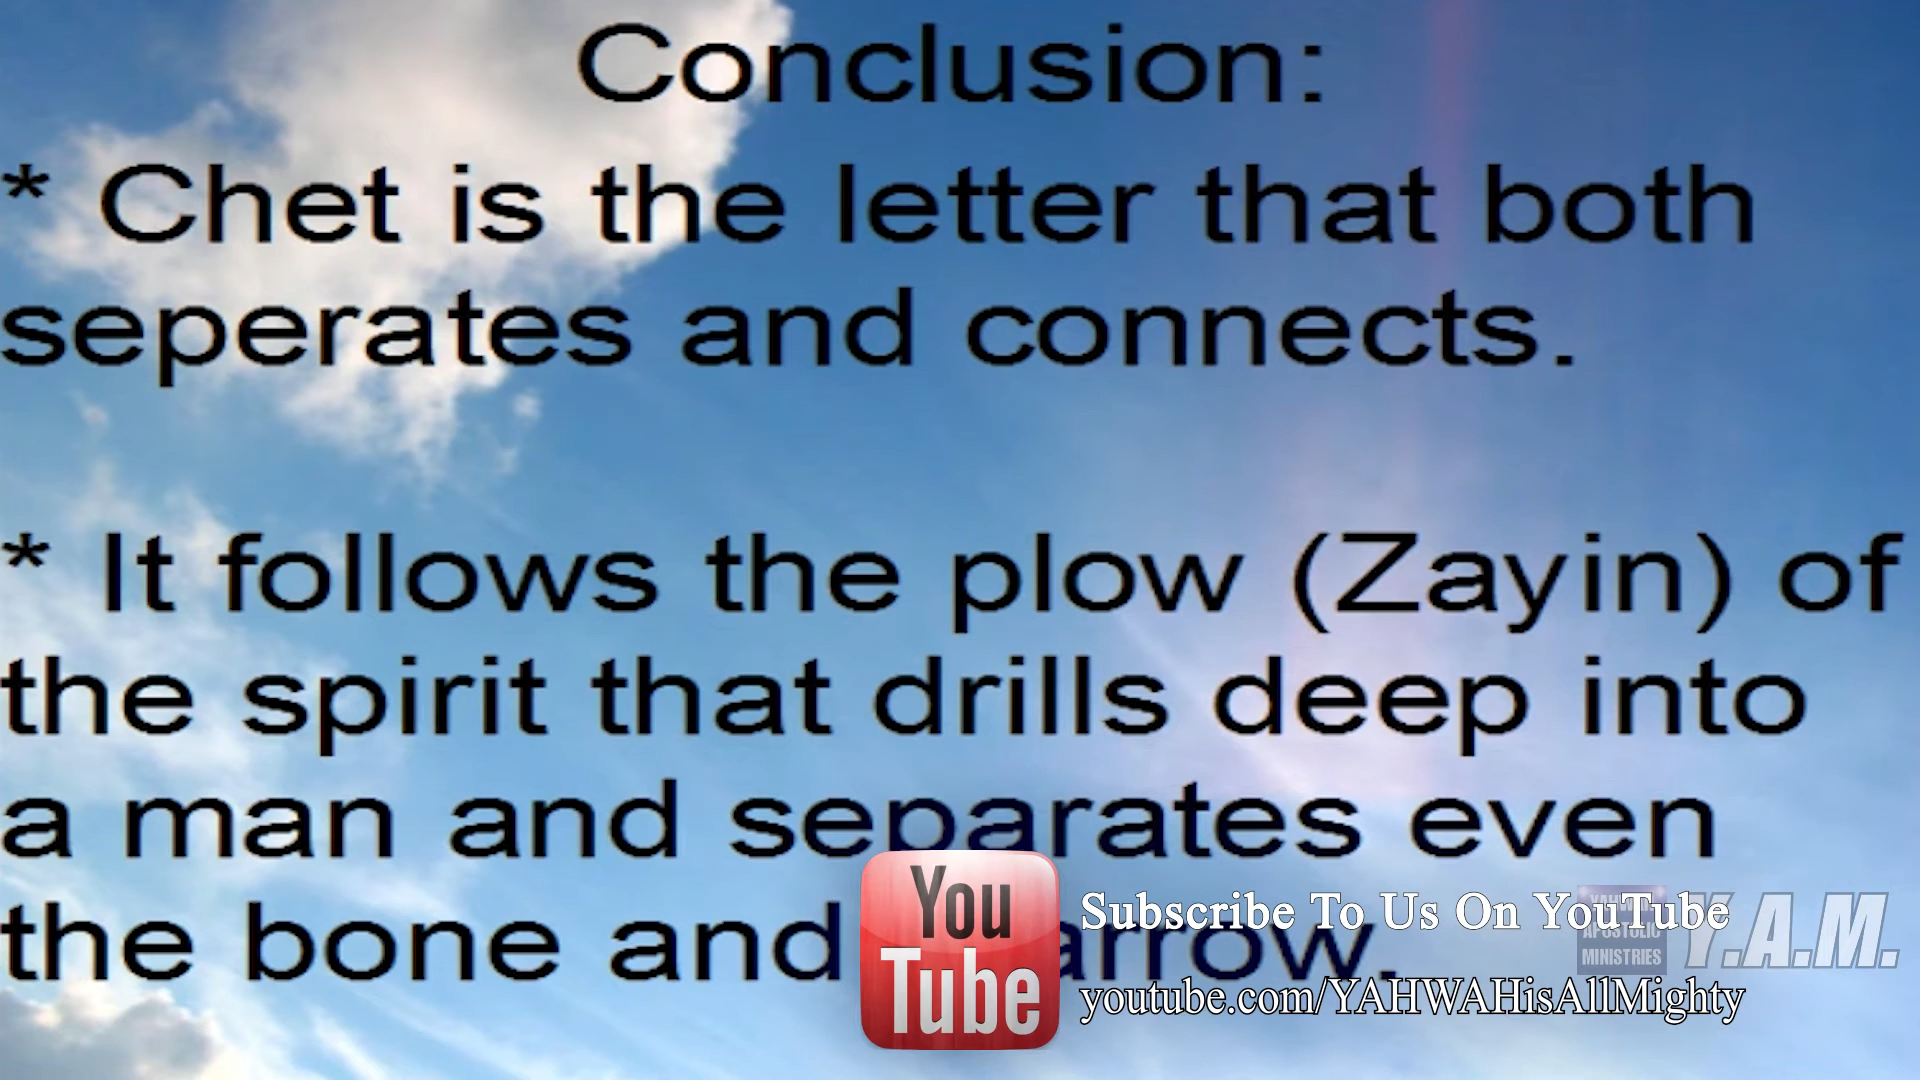 Conclusion:
* Chet is the letter that both
seperates and connects.
* It follows the plow (Zayin) of
the spirit that drills deep into
a man and separates even
the bone and arrow.
You
Tube
Subscribe To Us On YouTube
youtube.com/YAHWAHisAllMighty
APOSTOLIC
MINISTRIES
Y.A.M.